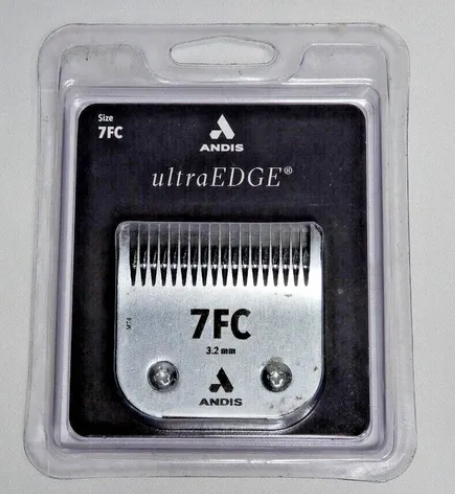 Size
7FC
ANDIS
ultraEDGE®
7FC
3.2 mm
ANDIS